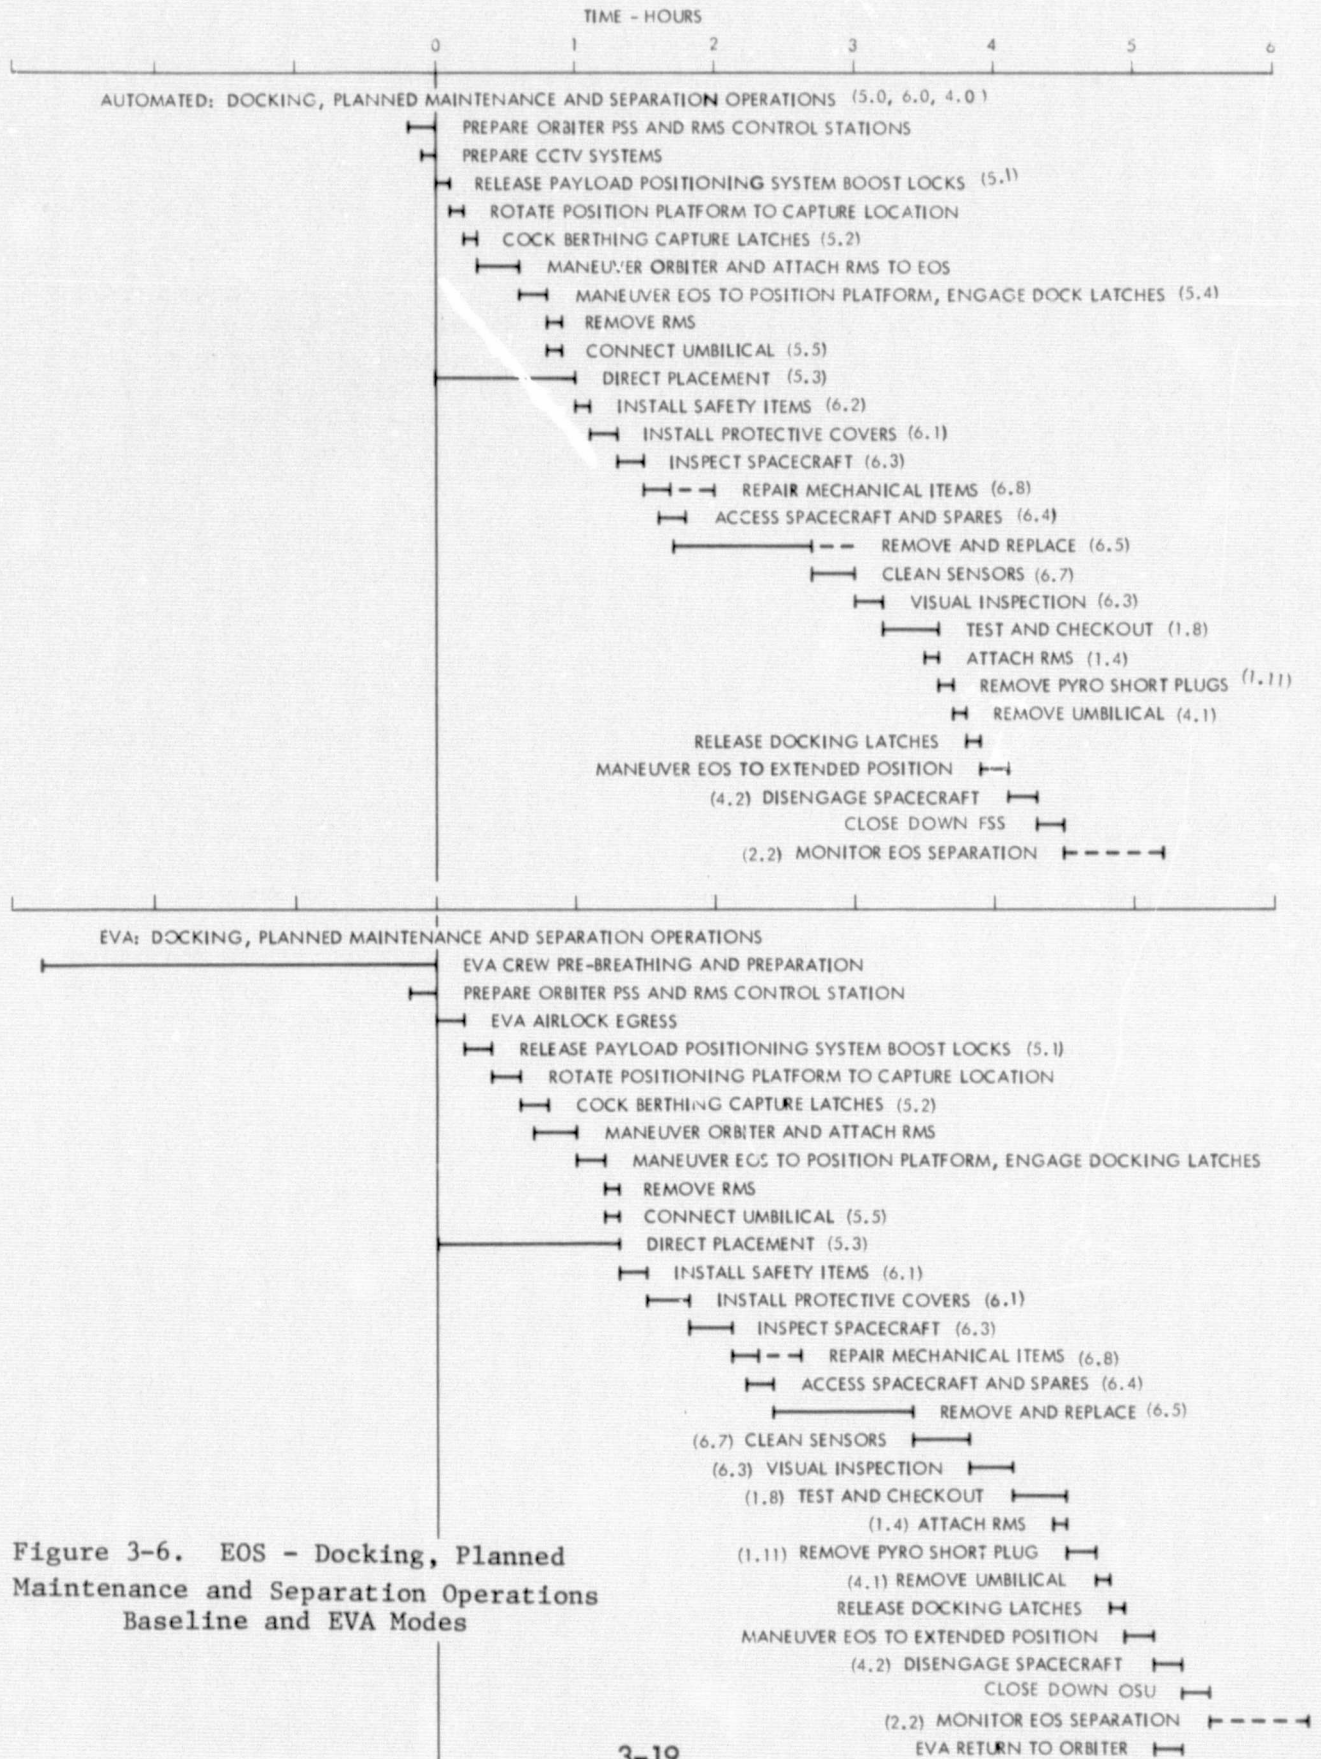 TIME - HOURS
0 1 2 3 4 5 6
AUTOMATED: DOCKING, PLANNED MAINTENANCE AND SEPARATION OPERATIONS (5.0, 6.0, 4.0)
PREPARE ORBITER PSS AND RMS CONTROL STATIONS
PREPARE CCTV SYSTEMS
RELEASE PAYLOAD POSITIONING SYSTEM BOOST LOCKS (5.1)
ROTATE POSITION PLATFORM TO CAPTURE LOCATION
COCK BERTHING CAPTURE LATCHES (5.2)
MANEUVER ORBITER AND ATTACH RMS TO EOS
MANEUVER EOS TO POSITION PLATFORM, ENGAGE DOCK LATCHES (5.4)
REMOVE RMS
CONNECT UMBILICAL (5.5)
DIRECT PLACEMENT (5.3)
INSTALL SAFETY ITEMS (6.2)
INSTALL PROTECTIVE COVERS (6.1)
INSPECT SPACECRAFT (6.3)
REPAIR MECHANICAL ITEMS (6.8)
ACCESS SPACECRAFT AND SPARES (6.4)
REMOVE AND REPLACE (6.5)
CLEAN SENSORS (6.7)
VISUAL INSPECTION (6.3)
TEST AND CHECKOUT (1.8)
ATTACH RMS (1.4)
REMOVE PYRO SHORT PLUGS (1.11)
REMOVE UMBILICAL (4.1)
RELEASE DOCKING LATCHES
MANEUVER EOS TO EXTENDED POSITION
(4.2) DISENGAGE SPACECRAFT
CLOSE DOWN FSS
(2.2) MONITOR EOS SEPARATION
EVA: DOCKING, PLANNED MAINTENANCE AND SEPARATION OPERATIONS
EVA CREW PRE-BREATHING AND PREPARATION
PREPARE ORBITER PSS AND RMS CONTROL STATION
EVA AIRLOCK EGRESS
RELEASE PAYLOAD POSITIONING SYSTEM BOOST LOCKS (5.1)
ROTATE POSITIONING PLATFORM TO CAPTURE LOCATION
COCK BERTHING CAPTURE LATCHES (5.2)
MANEUVER ORBITER AND ATTACH RMS
MANEUVER EOS TO POSITION PLATFORM, ENGAGE DOCKING LATCHES
REMOVE RMS
CONNECT UMBILICAL (5.5)
DIRECT PLACEMENT (5.3)
INSTALL SAFETY ITEMS (6.1)
INSTALL PROTECTIVE COVERS (6.1)
INSPECT SPACECRAFT (6.3)
REPAIR MECHANICAL ITEMS (6.8)
ACCESS SPACECRAFT AND SPARES (6.4)
REMOVE AND REPLACE (6.5)
(6.7) CLEAN SENSORS
(6.3) VISUAL INSPECTION
(1.8) TEST AND CHECKOUT
(1.4) ATTACH RMS
(1.11) REMOVE PYRO SHORT PLUG
(4.1) REMOVE UMBILICAL
RELEASE DOCKING LATCHES
MANEUVER EOS TO EXTENDED POSITION
(4.2) DISENGAGE SPACECRAFT
CLOSE DOWN OSU
(2.2) MONITOR EOS SEPARATION
EVA RETURN TO ORBITER
Figure 3-6. EOS - Docking, Planned
Maintenance and Separation Operations
Baseline and EVA Modes
3-19